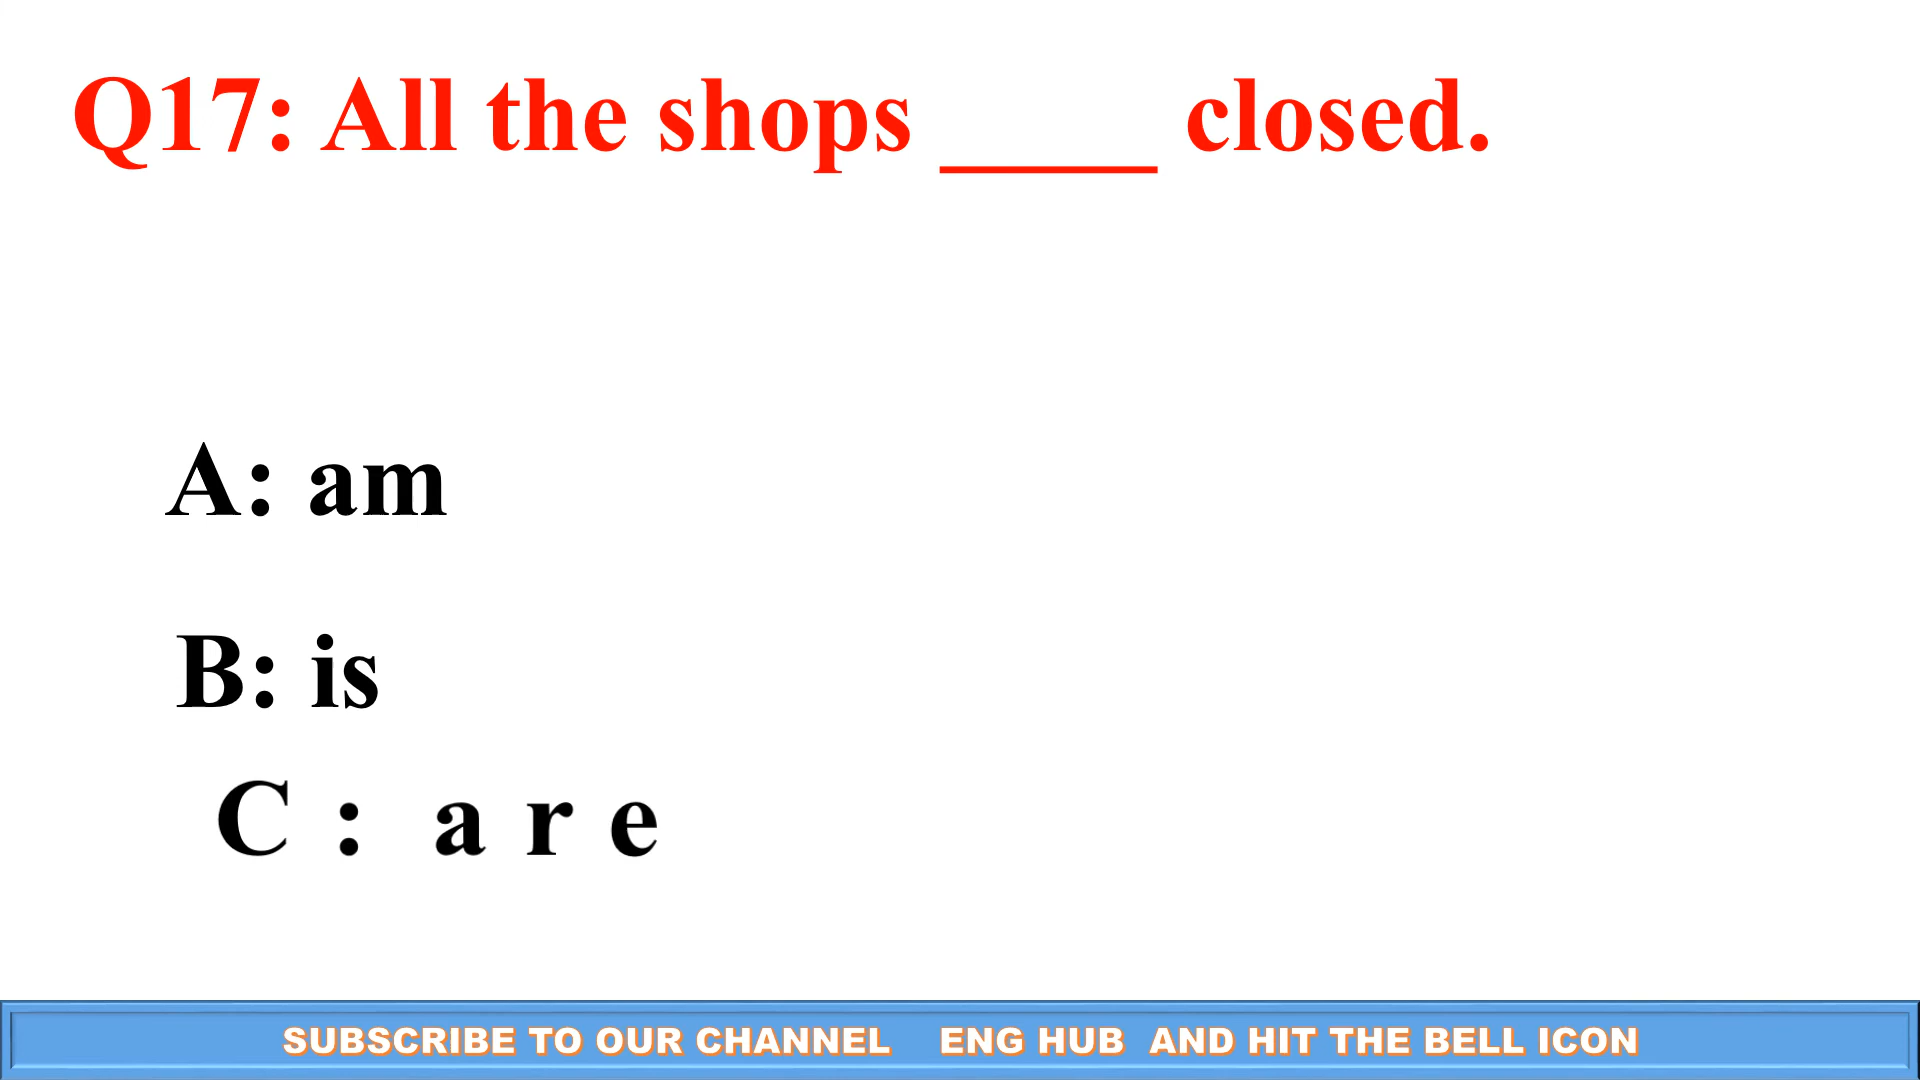 Q17: All the shops ____ closed.
A: am
B: is
C : a r e
SUBSCRIBE TO OUR CHANNEL ENG HUB AND HIT THE BELL ICON